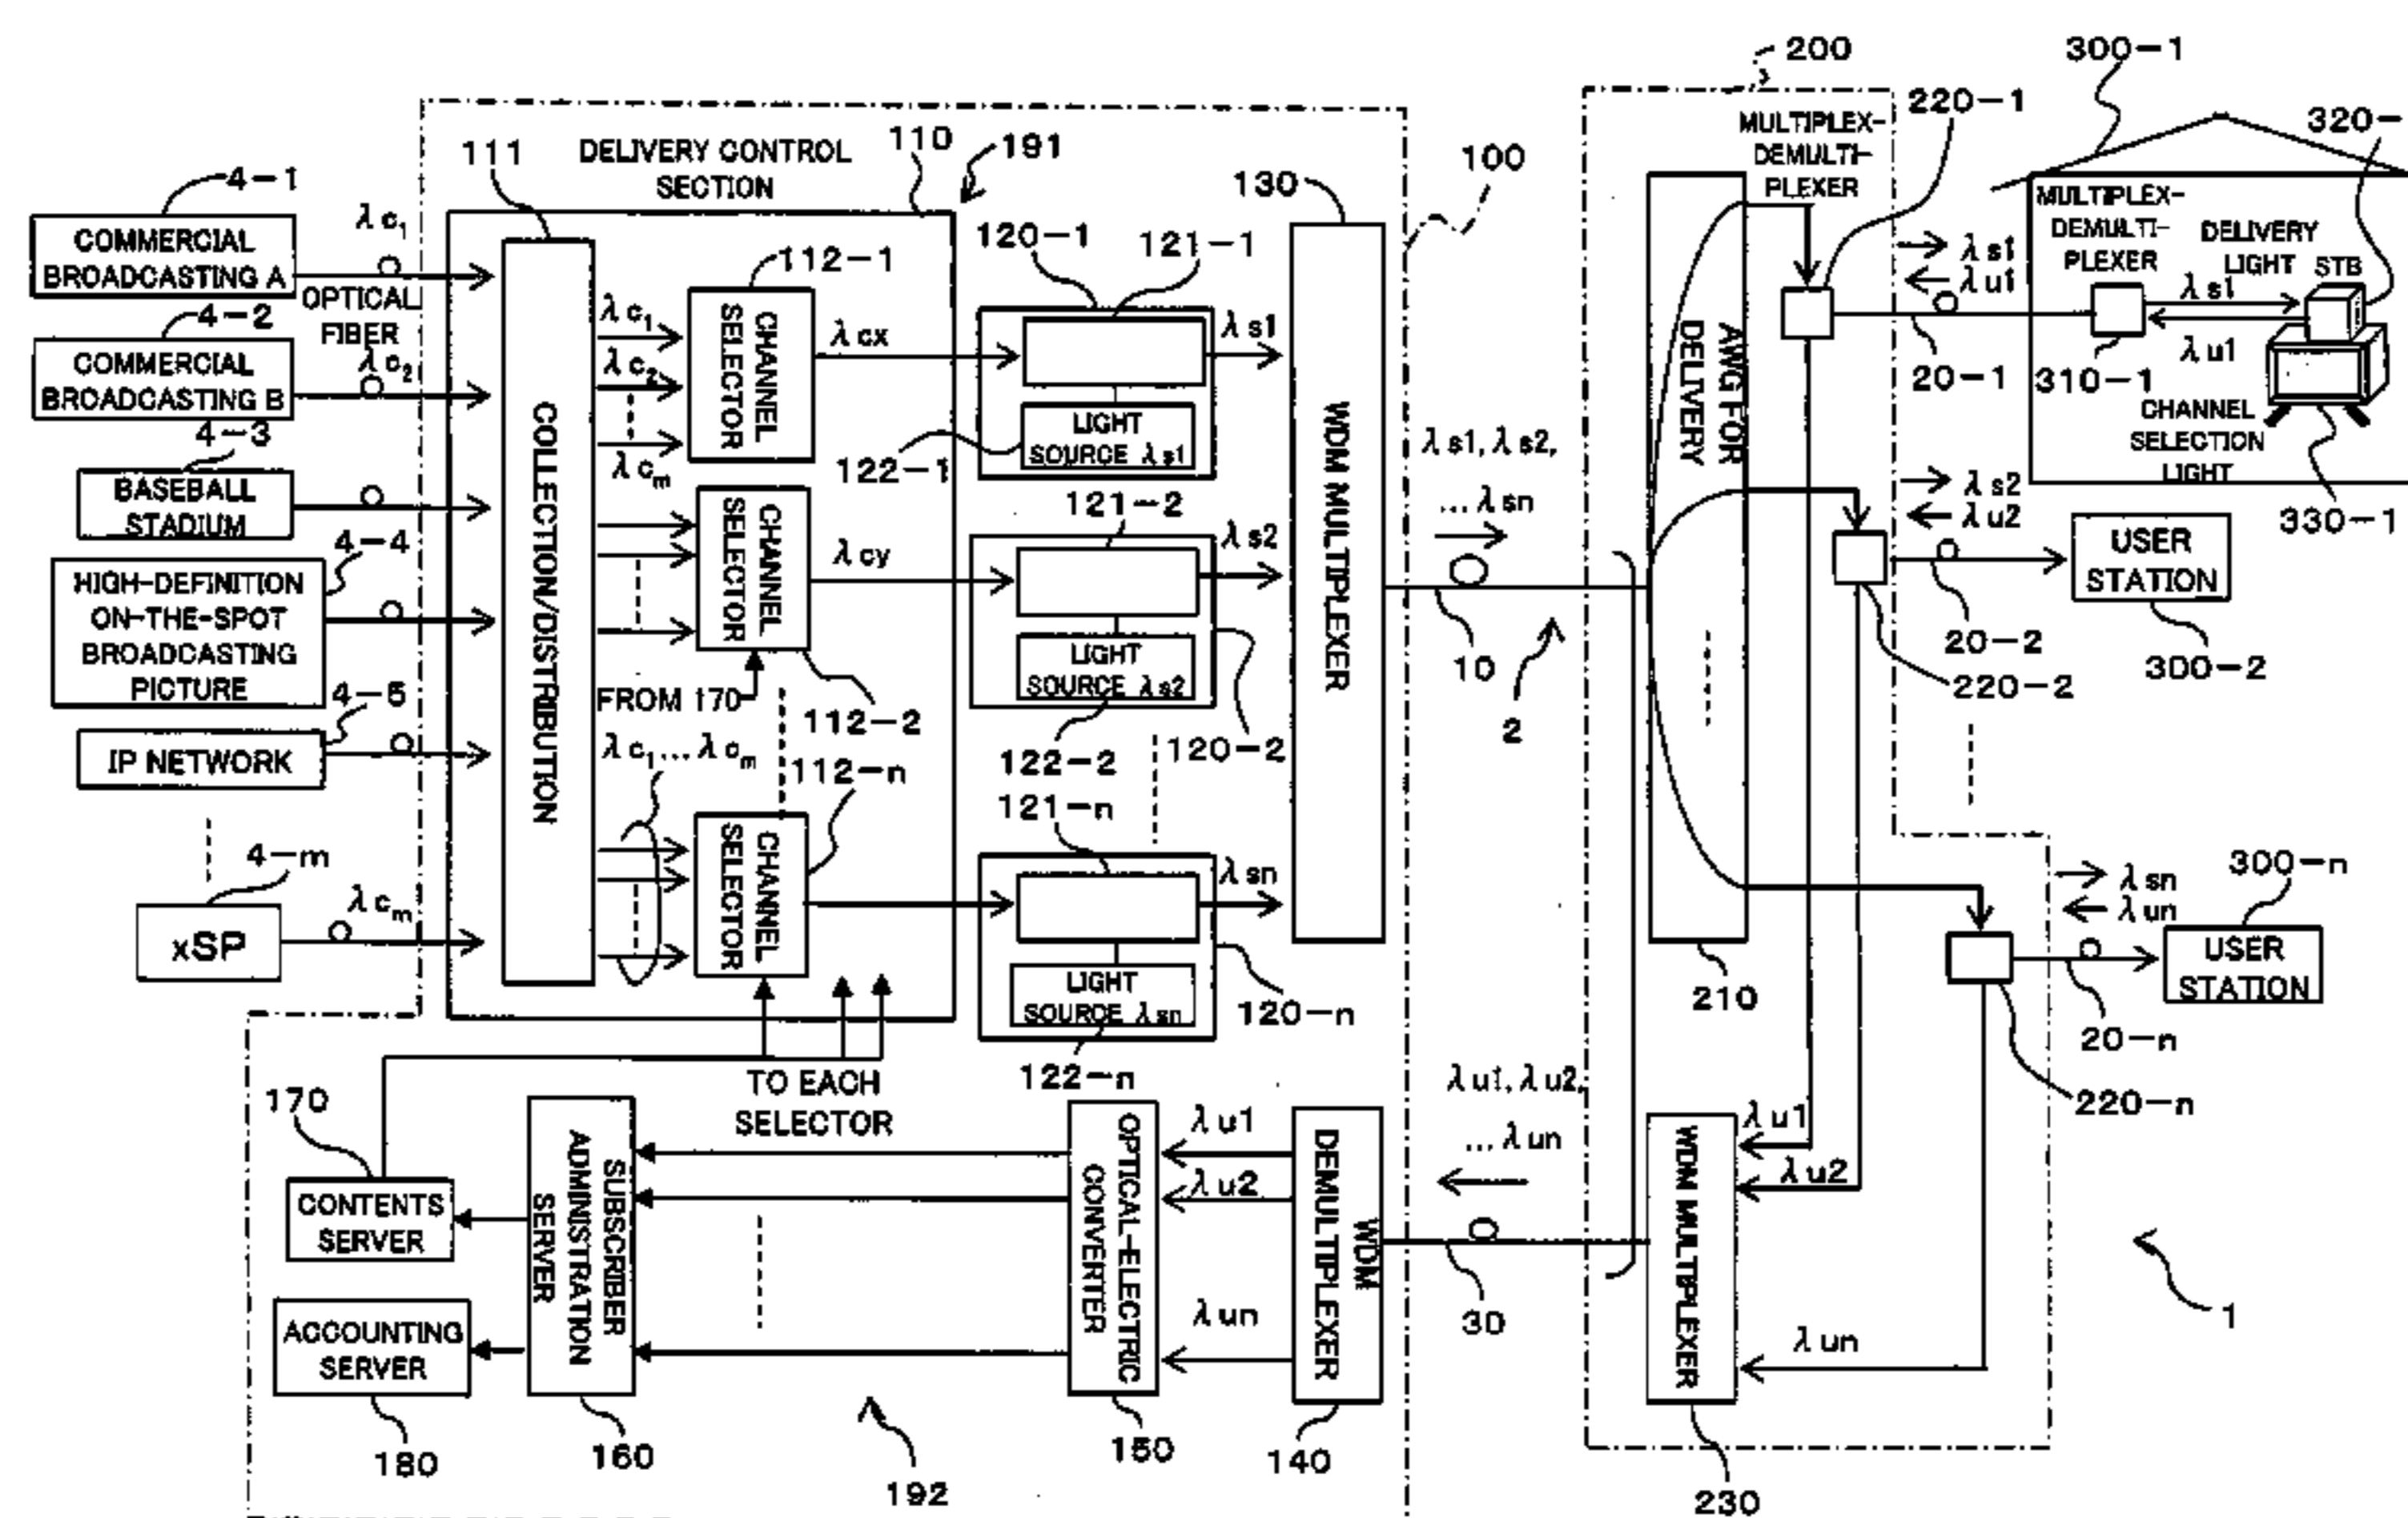 200
300-1
220-1
320-
MULTIPLEX-
DEMULTI-
PLEXER
111
DELIVERY CONTROL
SECTION
110
191
100
130
4-1
λc1
COMMERCIAL
BROADCASTING A
OPTICAL
FIBER
4-2
λc2
COMMERCIAL
BROADCASTING B
4-3
BASEBALL
STADIUM
4-4
HIGH-DEFINITION
ON-THE-SPOT
BROADCASTING
PICTURE
4-5
IP NETWORK
4-m
λcm
xSP
COLLECTION/DISTRIBUTION
λc1
λc2
λcm
112-1
CHANNEL
SELECTOR
λcx
CHANNEL
SELECTOR
λcy
FROM 170
112-2
λc1...λcm
112-n
CHANNEL
SELECTOR
120-1
121-1
λs1
LIGHT
SOURCE λs1
122-1
121-2
λs2
LIGHT
SOURCE λs2
120-2
122-2
121-n
λsn
LIGHT
SOURCE λsn
120-n
122-n
WDM MULTIPLEXER
λs1, λs2,
...λsn
10
2
AWG FOR
DELIVERY
210
λs1
λu1
20-1
MULTIPLEX-
DEMULTI-
PLEXER
DELIVERY
LIGHT
STB
λs1
λu1
310-1
CHANNEL
SELECTION
LIGHT
330-1
λs2
λu2
USER
STATION
20-2
300-2
220-2
λsn
λun
300-n
USER
STATION
20-n
220-n
TO EACH
SELECTOR
170
CONTENTS
SERVER
ACCOUNTING
SERVER
180
SUBSCRIBER
ADMINISTRATION
SERVER
160
192
OPTICAL-ELECTRIC
CONVERTER
150
λu1
λu2
λun
WDM
DEMULTIPLEXER
140
λu1, λu2,
...λun
30
WDM MULTIPLEXER
λu1
λu2
λun
230
1